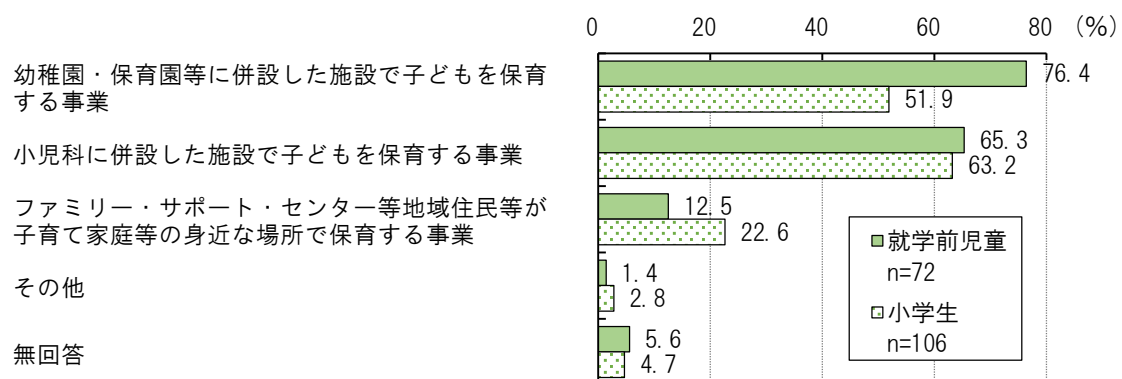 0 20 40 60 80 (%)
幼稚園・保育園等に併設した施設で子どもを保育
する事業
76.4
51.9
小児科に併設した施設で子どもを保育する事業
65.3
63.2
ファミリー・サポート・センター等地域住民等が
子育て家庭等の身近な場所で保育する事業
12.5
22.6
その他
1.4
2.8
無回答
5.6
4.7
就学前児童
n=72
小学生
n=106